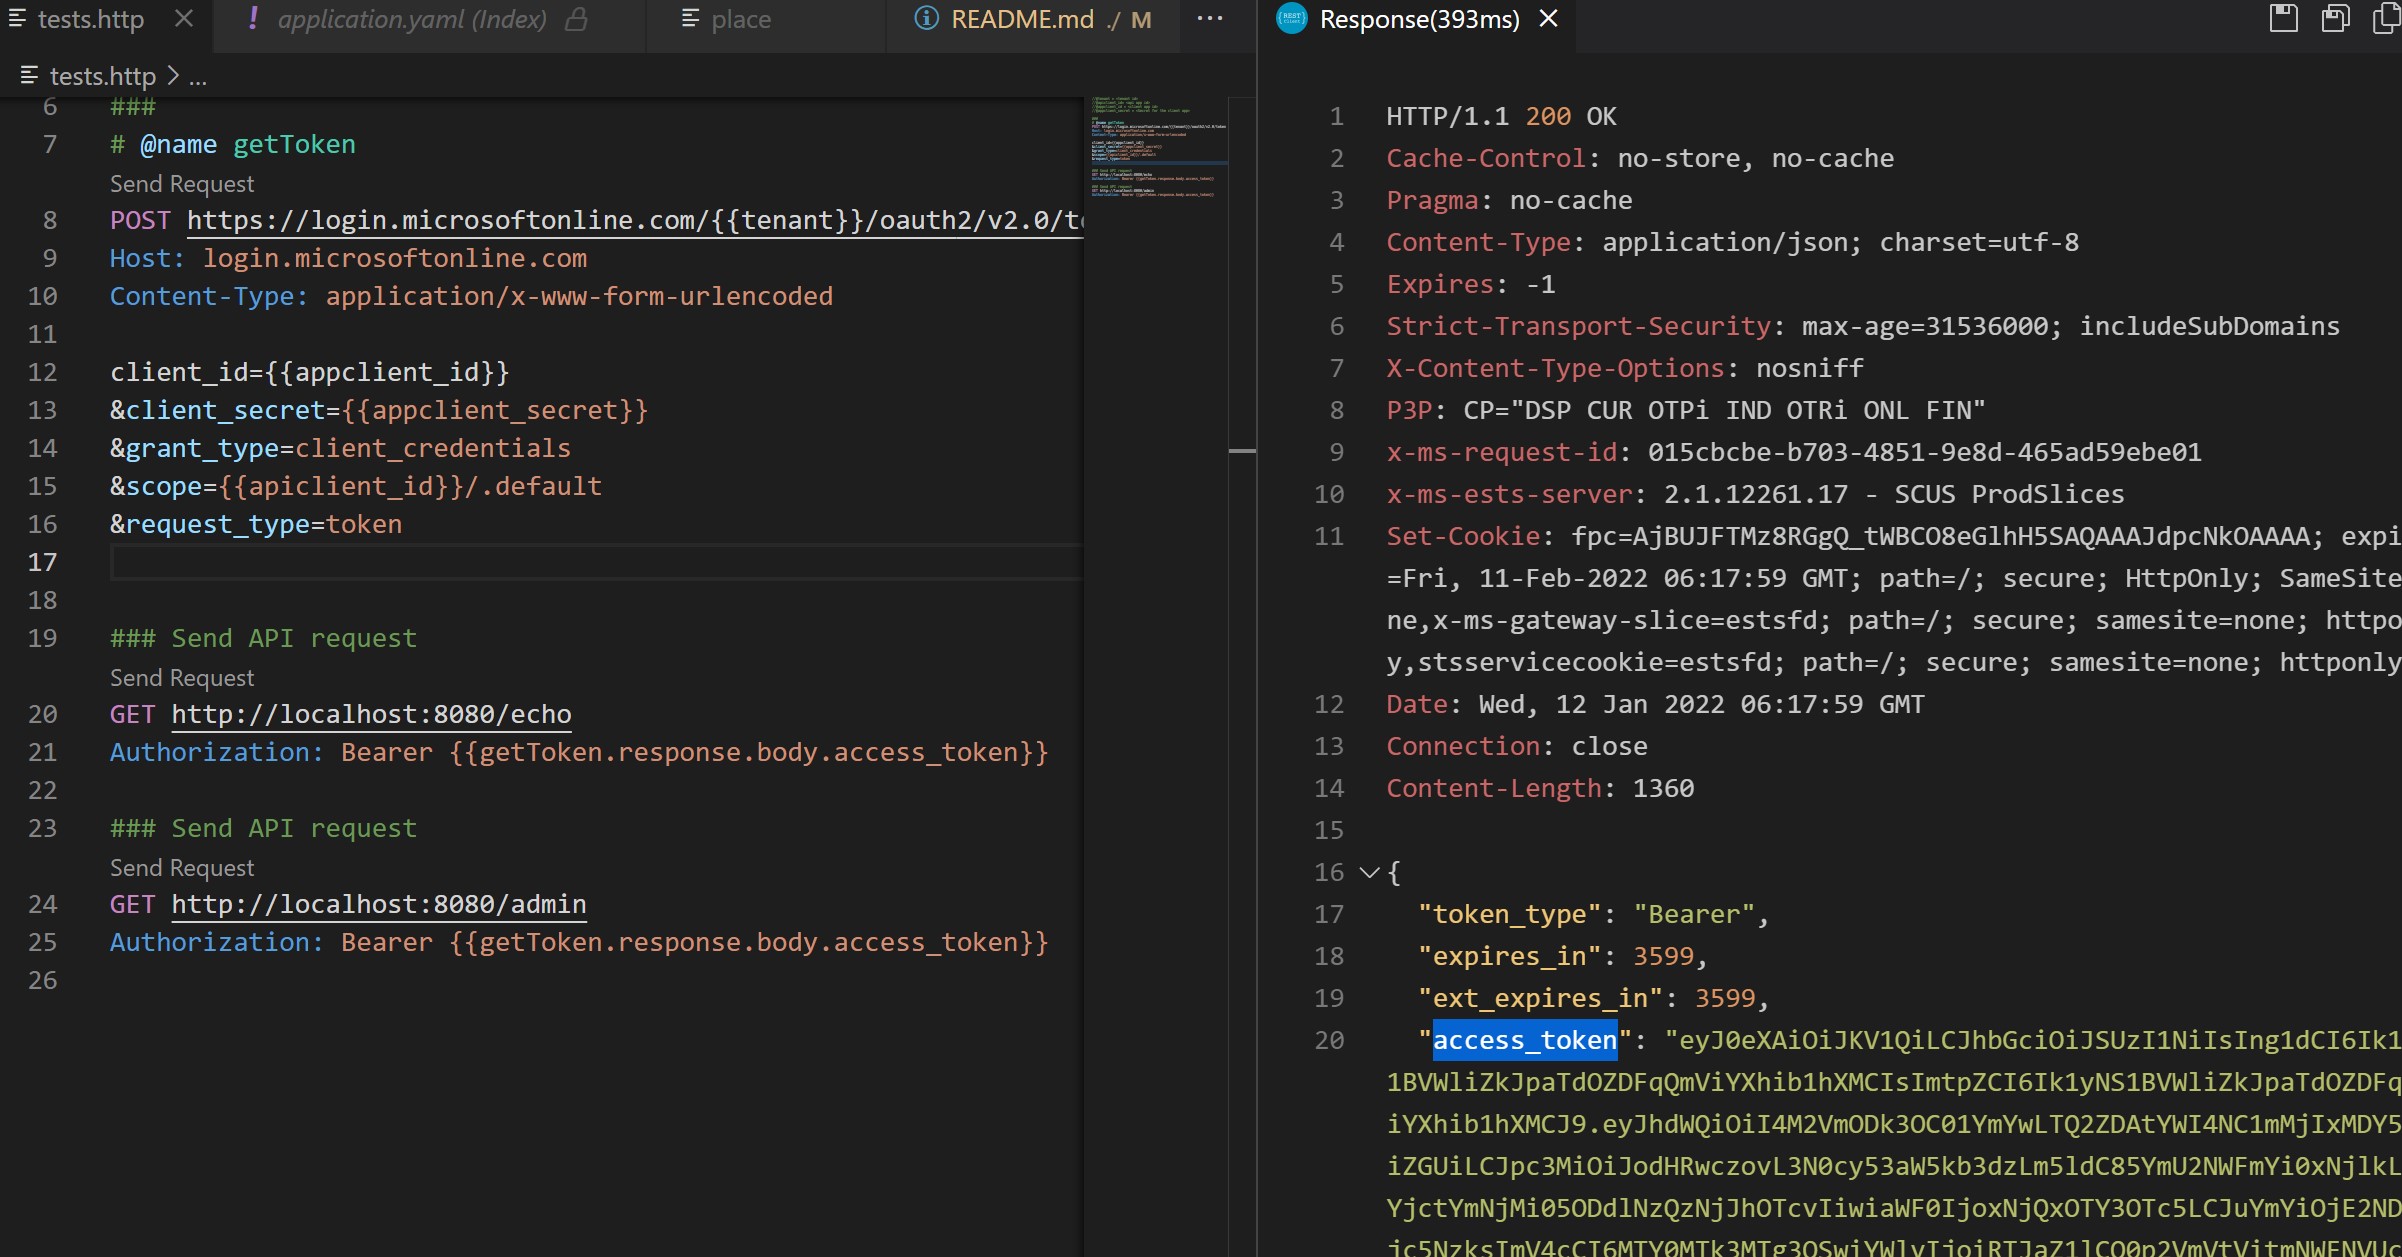 tests.http
application.yaml (Index)
place
README.md ./ M
...
tests.http > ...
6 ###
7 # @name getToken
Send Request
8 POST https://login.microsoftonline.com/{{tenant}}/oauth2/v2.0/to
9 Host: login.microsoftonline.com
10 Content-Type: application/x-www-form-urlencoded
11
12 client_id={{appclient_id}}
13 &client_secret={{appclient_secret}}
14 &grant_type=client_credentials
15 &scope={{apiclient_id}}/.default
16 &request_type=token
17
18
19 ### Send API request
Send Request
20 GET http://localhost:8080/echo
21 Authorization: Bearer {{getToken.response.body.access_token}}
22
23 ### Send API request
Send Request
24 GET http://localhost:8080/admin
25 Authorization: Bearer {{getToken.response.body.access_token}}
26
Response(393ms)
1 HTTP/1.1 200 OK
2 Cache-Control: no-store, no-cache
3 Pragma: no-cache
4 Content-Type: application/json; charset=utf-8
5 Expires: -1
6 Strict-Transport-Security: max-age=31536000; includeSubDomains
7 X-Content-Type-Options: nosniff
8 P3P: CP="DSP CUR OTPi IND OTRi ONL FIN"
9 x-ms-request-id: 015cbcbe-b703-4851-9e8d-465ad59ebe01
10 x-ms-ests-server: 2.1.12261.17 - SCUS ProdSlices
11 Set-Cookie: fpc=AjBUJFTMz8RGgQ_tWBCO8eGlhH5SAQAAAJdpcNkOAAAA; expi
=Fri, 11-Feb-2022 06:17:59 GMT; path=/; secure; HttpOnly; SameSite
ne,x-ms-gateway-slice=estsfd; path=/; secure; samesite=none; httpo
y,stsservicecookie=estsfd; path=/; secure; samesite=none; httponly
12 Date: Wed, 12 Jan 2022 06:17:59 GMT
13 Connection: close
14 Content-Length: 1360
15
16 {
17 "token_type": "Bearer",
18 "expires_in": 3599,
19 "ext_expires_in": 3599,
20 "access_token": "eyJ0eXAiOiJKV1QiLCJhbGciOiJSUzI1NiIsIng1dCI6Ik1
1BVWliZkJpaTdOZDFqQmViYXhib1hXMCIsImtpZCI6Ik1yNS1BVWliZkJpaTdOZDFq
iYXhib1hXMCJ9.eyJhdWQiOiI4M2VmODk3OC01YmYwLTQ2ZDAtYWI4NC1mMjIxMDY5
iZGUiLCJpc3MiOiJodHRwczovL3N0cy53aW5kb3dzLm5ldC85YmU2NWFmYi0xNjlkL
YjctYmNjMi05ODdlNzQzNjJhOTcvIiwiaWF0IjoxNjQxOTY3OTc5LCJuYmYiOjE2ND